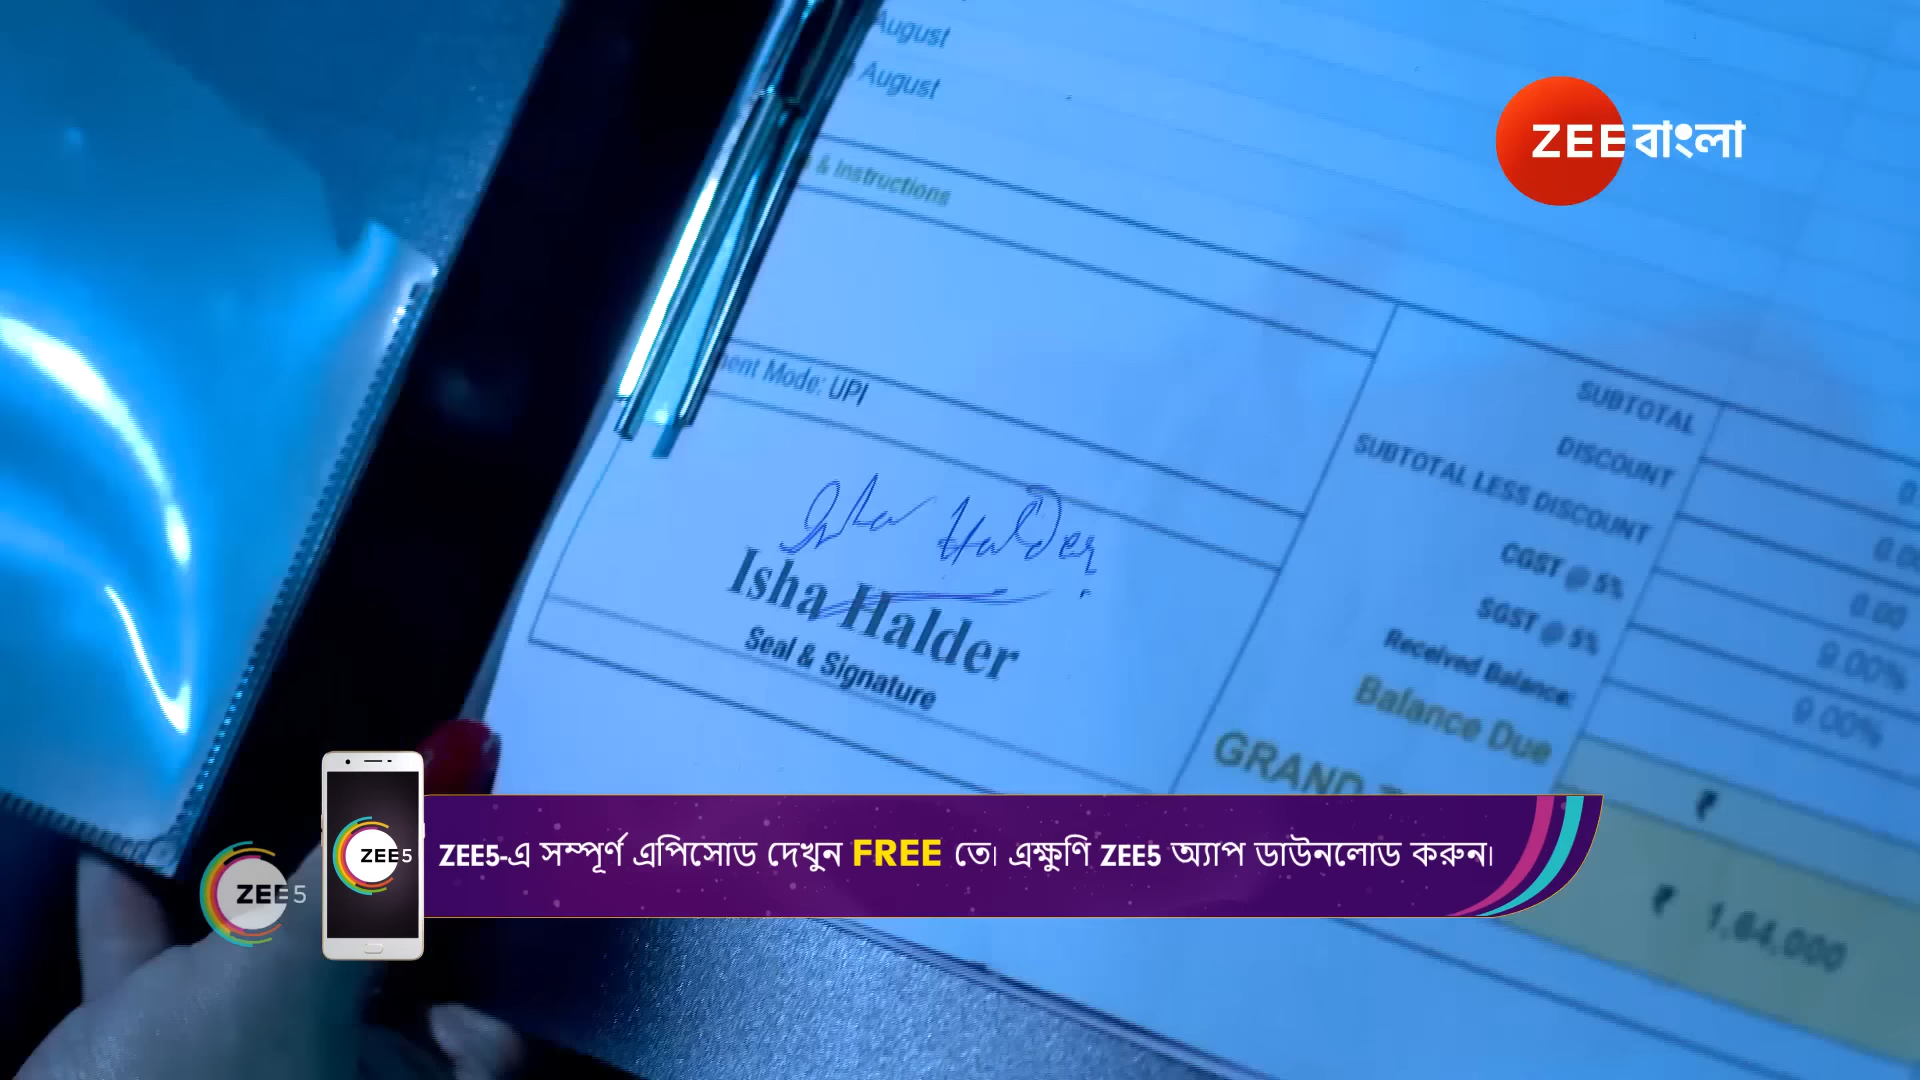 August
August
ZEE বাংলা
& Instructions
Mode: UPI
SUBTOTAL
DISCOUNT
SUBTOTAL LESS DISCOUNT
0.00
CGST @ 5%
0.00
SGST @ 5%
9.00%
Received Balance:
9.00%
Balance Due
₹
GRAND
₹ 1,64,000
Isha Halder
Isha Halder
Seal & Signature
ZEE5
ZEE5
ZEE5-এ সম্পূর্ণ এপিসোড দেখুন FREE তে। এক্ষুণি ZEE5 অ্যাপ ডাউনলোড করুন।